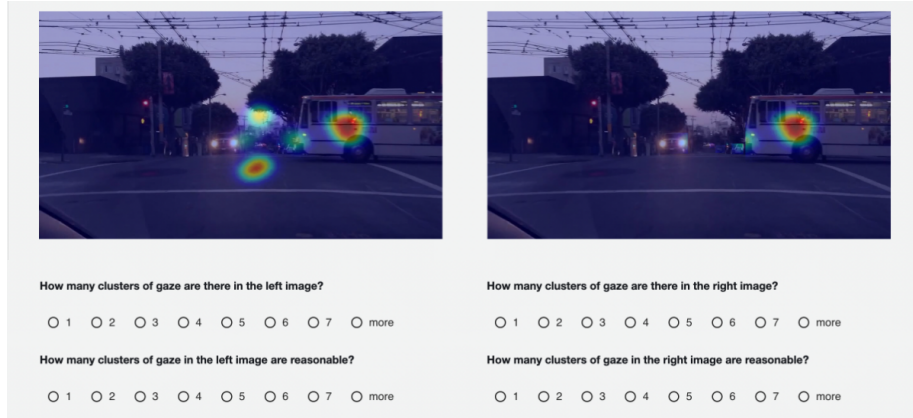 How many clusters of gaze are there in the left image?
1 2 3 4 5 6 7 more
How many clusters of gaze in the left image are reasonable?
1 2 3 4 5 6 7 more
How many clusters of gaze are there in the right image?
1 2 3 4 5 6 7 more
How many clusters of gaze in the right image are reasonable?
1 2 3 4 5 6 7 more